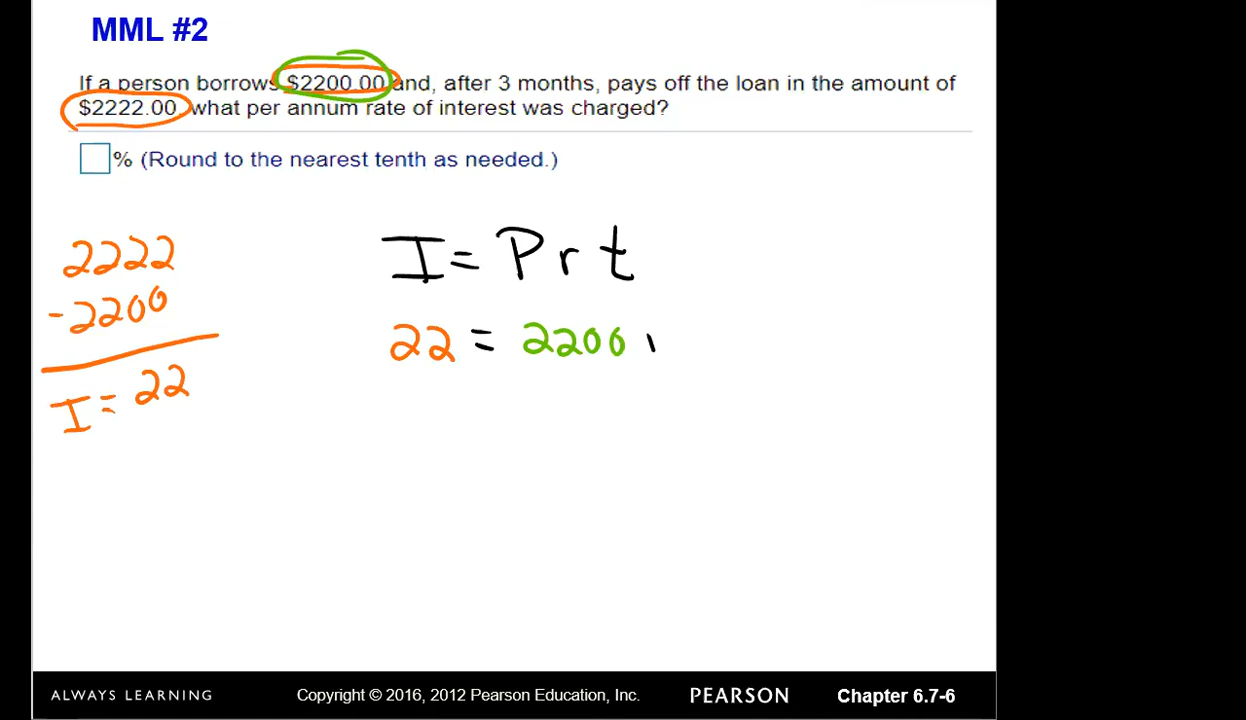 MML #2
If a person borrows $2200.00 and, after 3 months, pays off the loan in the amount of
$2222.00, what per annum rate of interest was charged?
% (Round to the nearest tenth as needed.)
2222
-2200
I = 22
I = P r t
22 = 2200
ALWAYS LEARNING
Copyright © 2016, 2012 Pearson Education, Inc.
PEARSON
Chapter 6.7-6